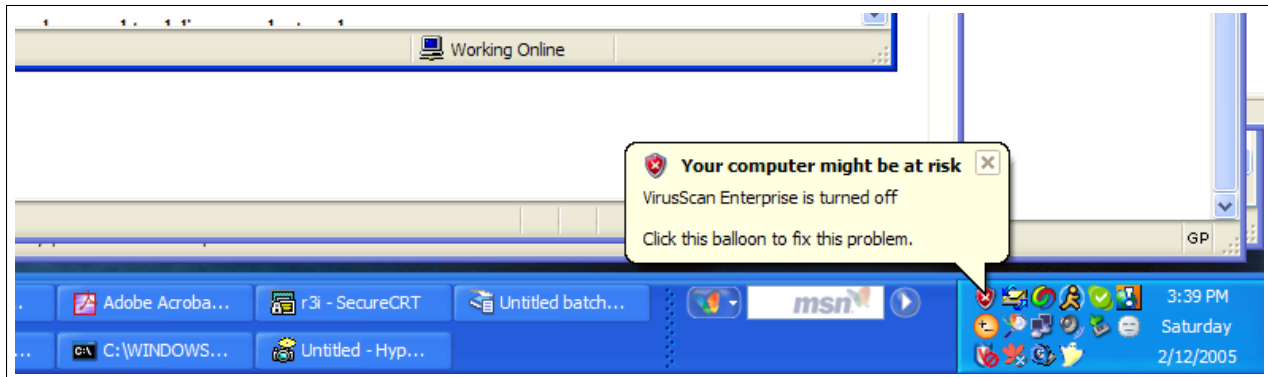 Working Online
Your computer might be at risk
VirusScan Enterprise is turned off
Click this balloon to fix this problem.
GP
Adobe Acroba...
r3i - SecureCRT
Untitled batch...
msn
3:39 PM
Saturday
... C:\WINDOWS...
Untitled - Hyp...
2/12/2005